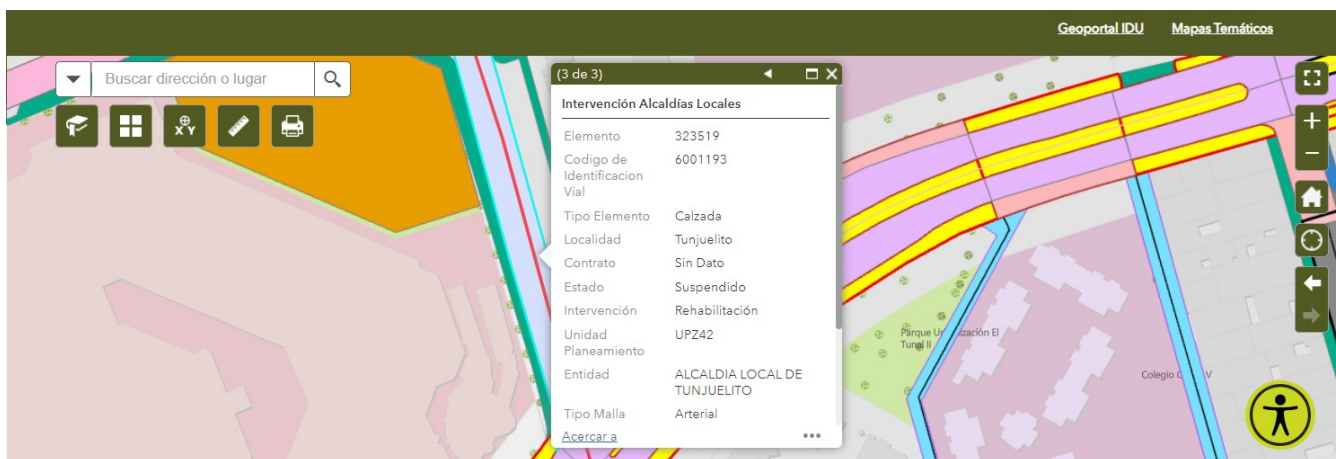 Geoportal IDU Mapas Temáticos
Buscar dirección o lugar
(3 de 3)
Intervención Alcaldías Locales
Elemento 323519
Codigo de 6001193
Identificacion
Vial
Tipo Elemento Calzada
Localidad Tunjuelito
Contrato Sin Dato
Estado Suspendido
Intervención Rehabilitación
Unidad UPZ42
Planeamiento
Entidad ALCALDIA LOCAL DE
TUNJUELITO
Tipo Malla Arterial
Acercar a
X Y
Parque El
Tunal II
Colegio